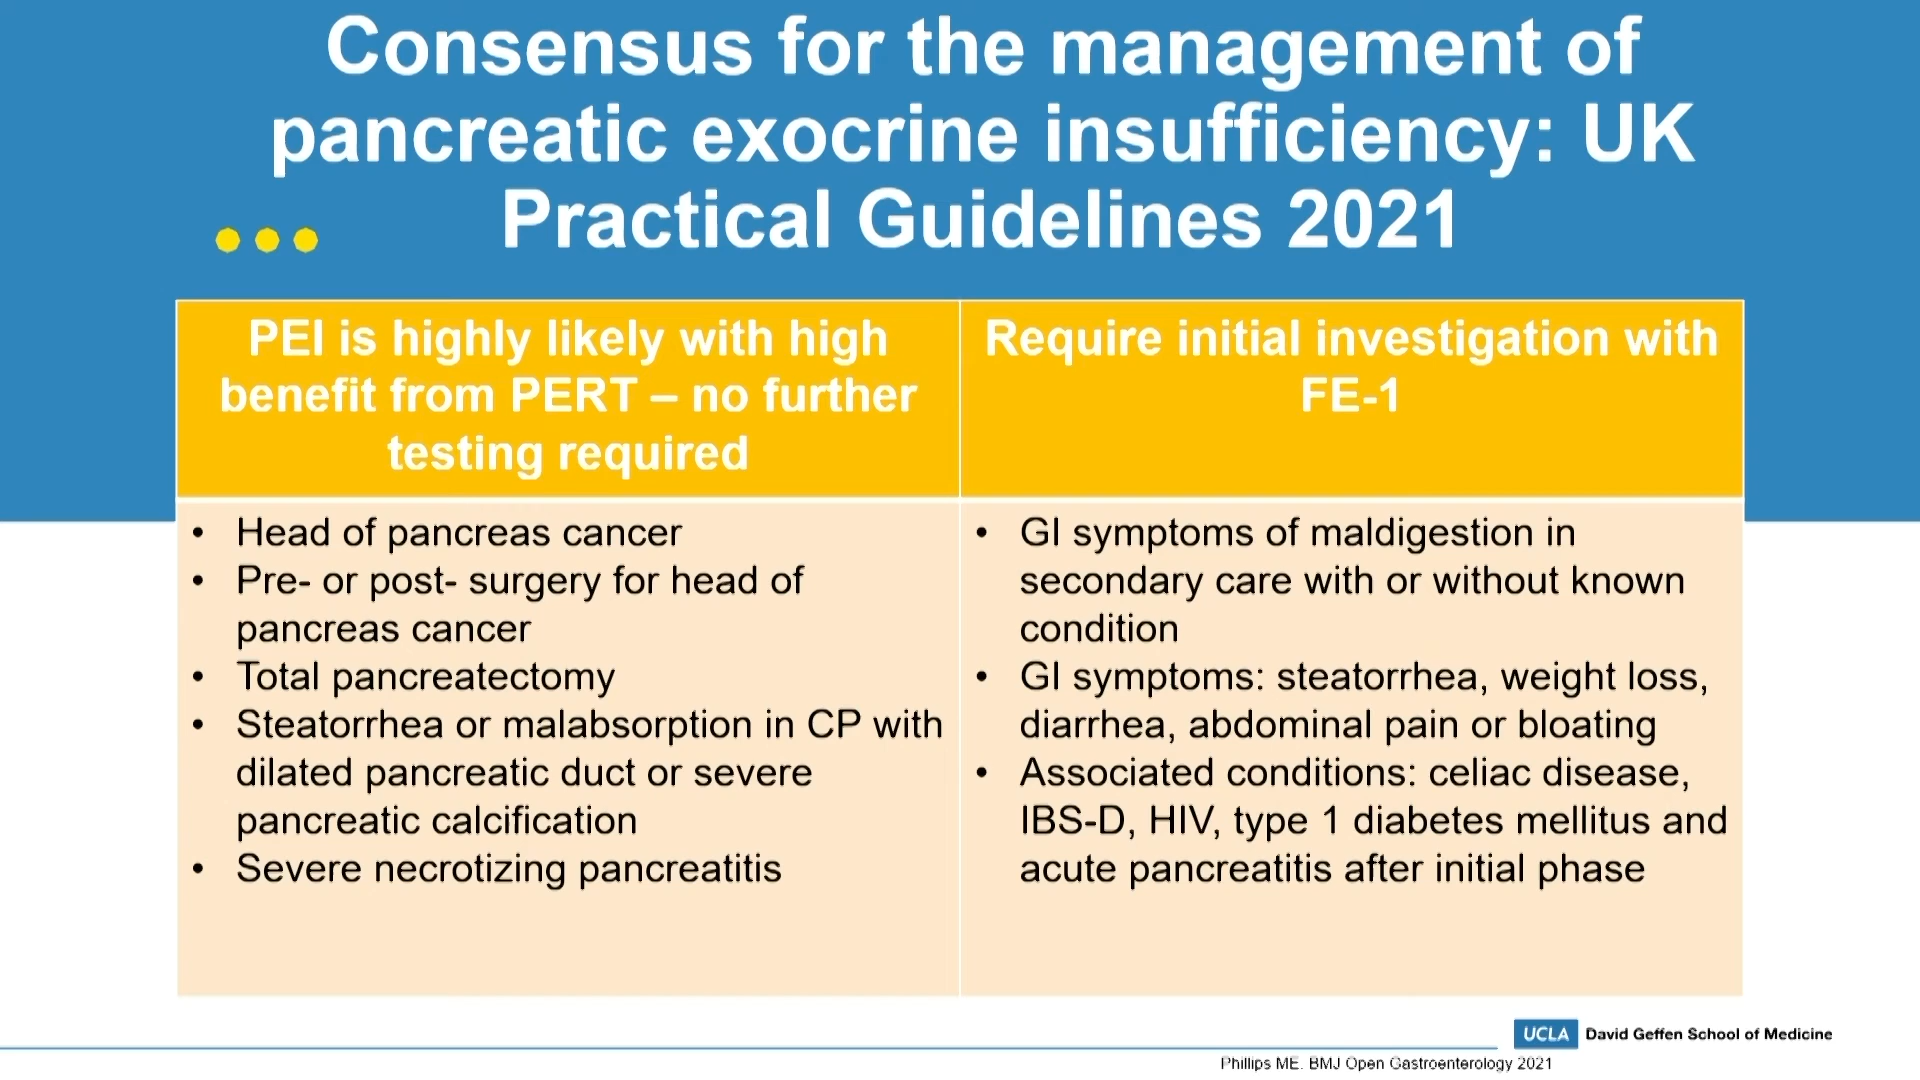 Consensus for the management of
pancreatic exocrine insufficiency: UK
Practical Guidelines 2021
PEI is highly likely with high
benefit from PERT – no further
testing required
Require initial investigation with
FE-1
• Head of pancreas cancer
• Pre- or post- surgery for head of
pancreas cancer
• Total pancreatectomy
• Steatorrhea or malabsorption in CP with
dilated pancreatic duct or severe
pancreatic calcification
• Severe necrotizing pancreatitis
• GI symptoms of maldigestion in
secondary care with or without known
condition
• GI symptoms: steatorrhea, weight loss,
diarrhea, abdominal pain or bloating
• Associated conditions: celiac disease,
IBS-D, HIV, type 1 diabetes mellitus and
acute pancreatitis after initial phase
UCLA David Geffen School of Medicine
Phillips ME. BMJ Open Gastroenterology 2021